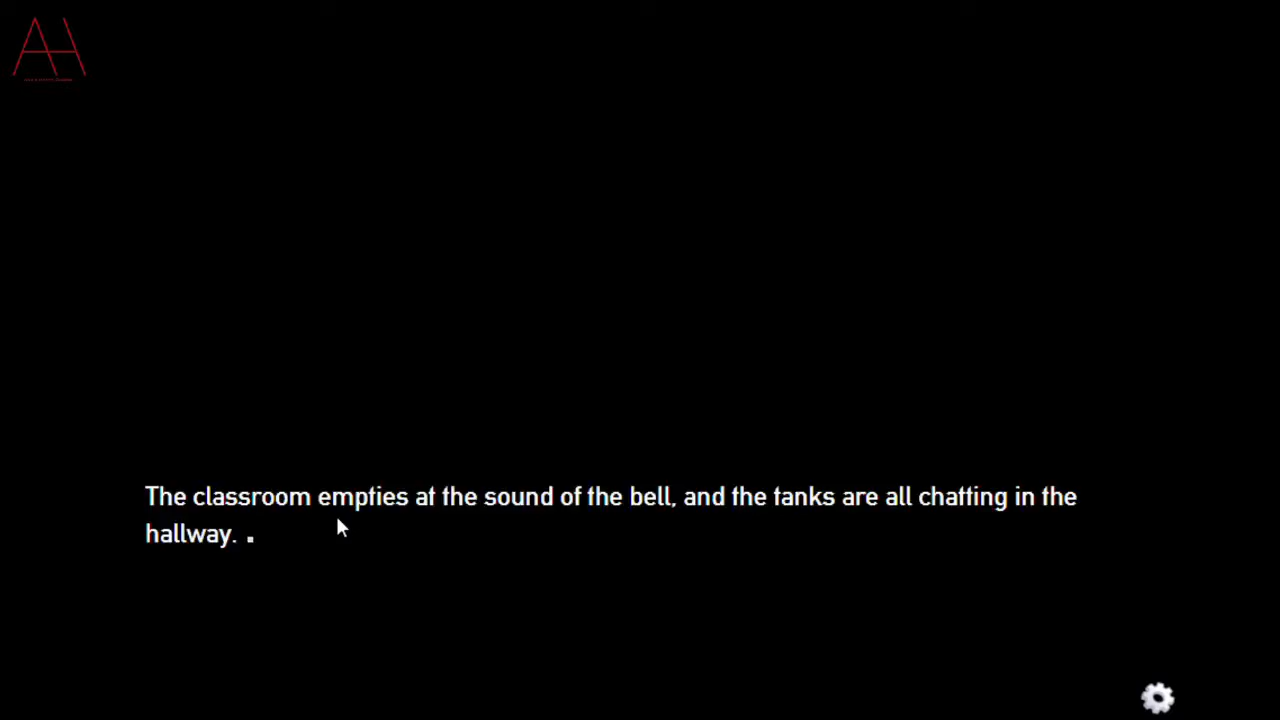 The classroom empties at the sound of the bell, and the tanks are all chatting in the
hallway.